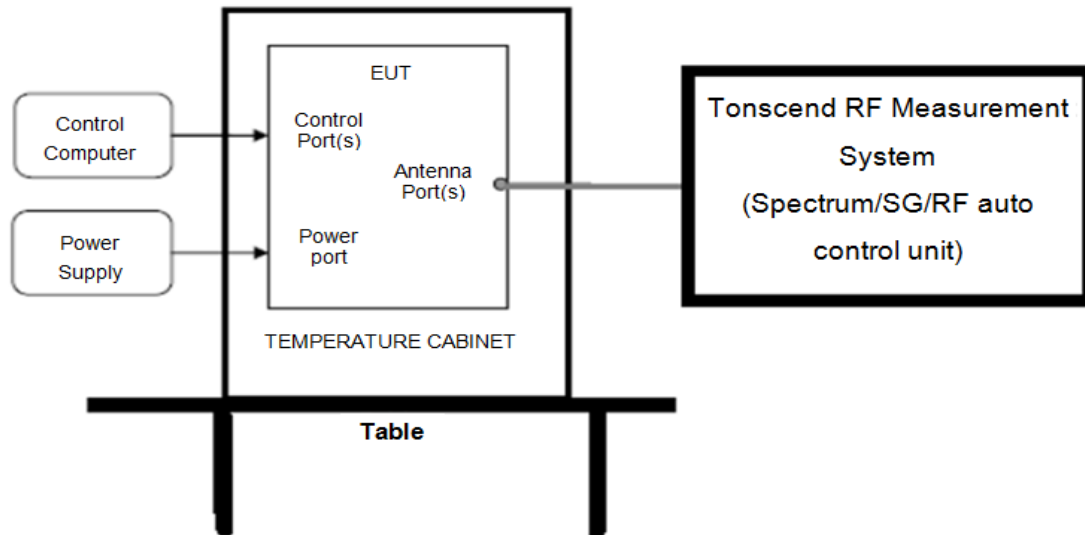 Control
Computer
Power
Supply
EUT
Control
Port(s)
Antenna
Port(s)
Power
port
TEMPERATURE CABINET
Table
Tonscend RF Measurement
System
(Spectrum/SG/RF auto
control unit)